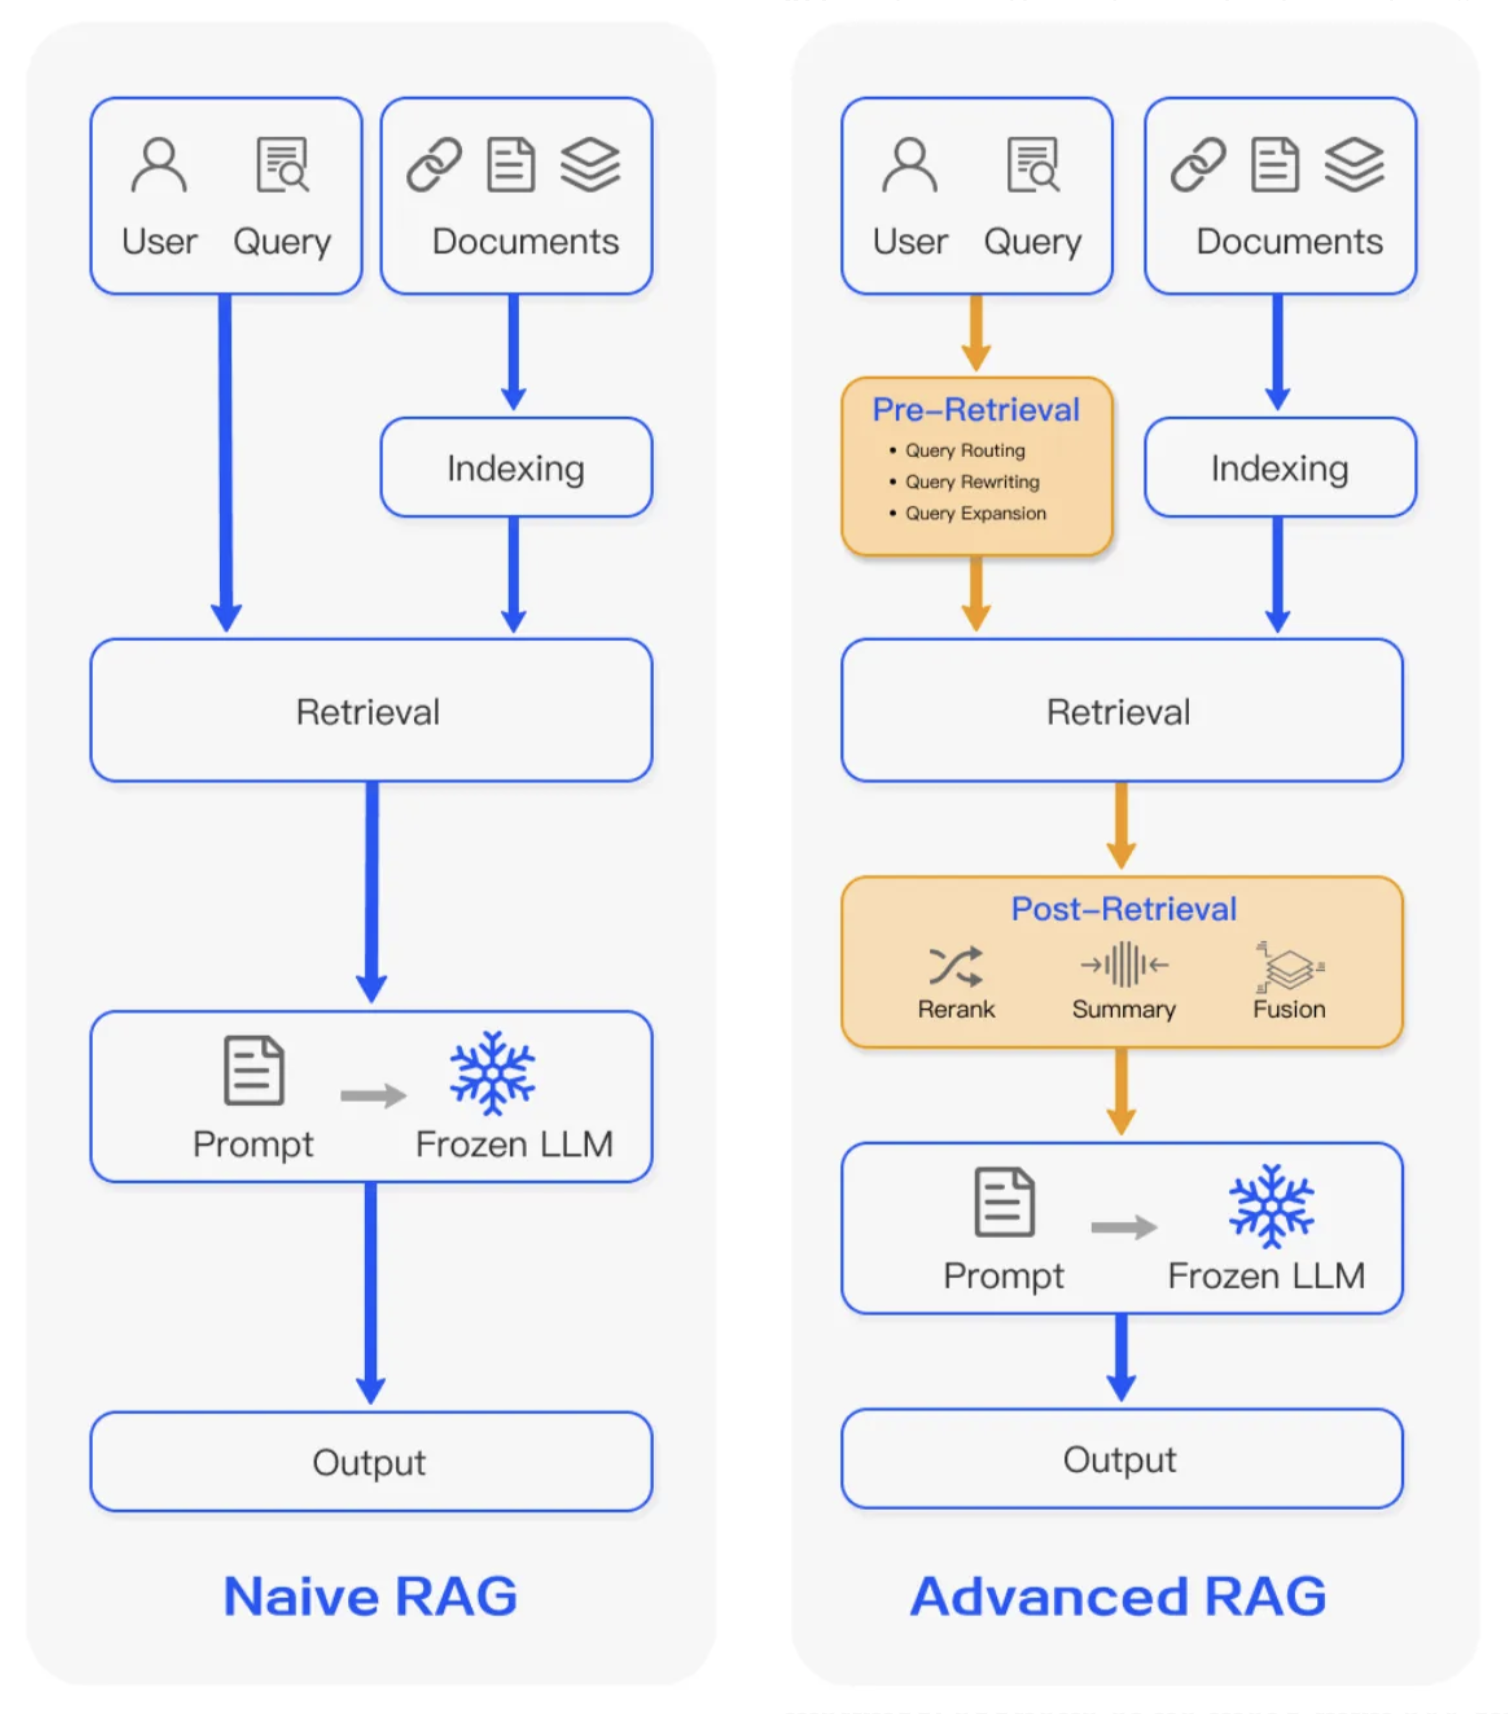 User Query
Documents
Indexing
Retrieval
Prompt
Frozen LLM
Output
Naive RAG
User Query
Documents
Pre-Retrieval
• Query Routing
• Query Rewriting
• Query Expansion
Indexing
Retrieval
Post-Retrieval
Rerank
Summary
Fusion
Prompt
Frozen LLM
Output
Advanced RAG